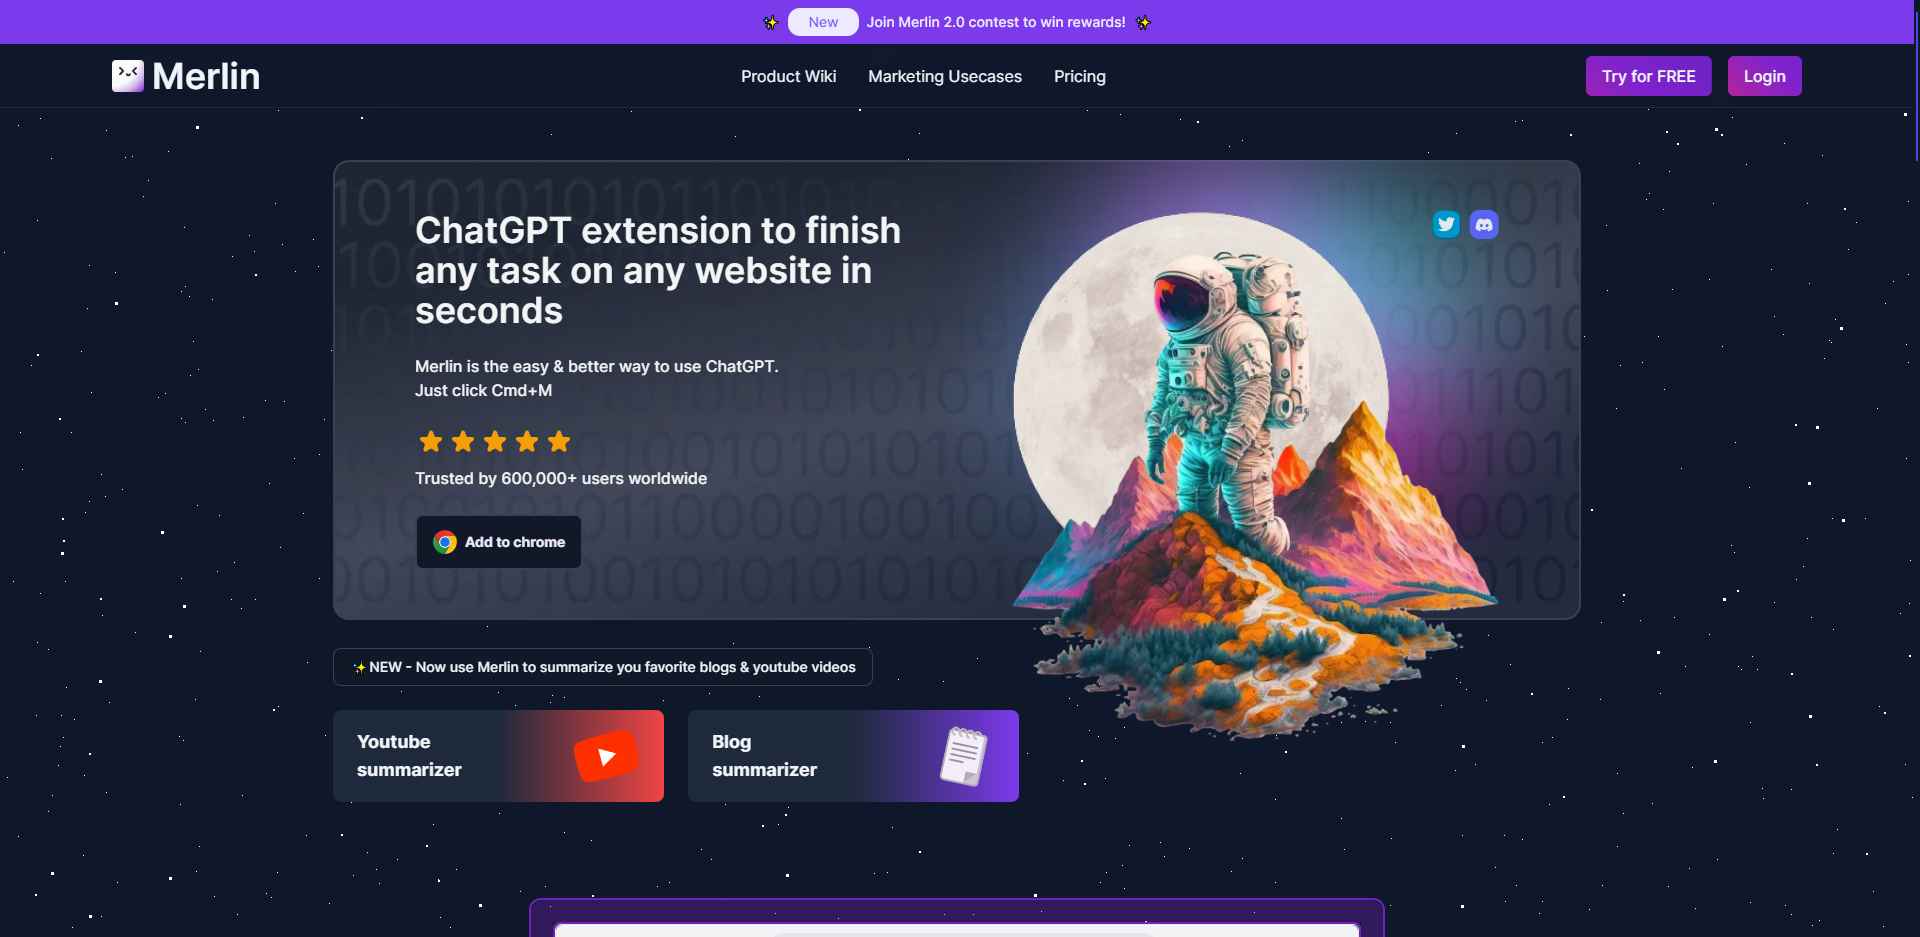 New Join Merlin 2.0 contest to win rewards!
Merlin
Product Wiki
Marketing Usecases
Pricing
Try for FREE
Login
ChatGPT extension to finish
any task on any website in
seconds
Merlin is the easy & better way to use ChatGPT.
Just click Cmd+M
Trusted by 600,000+ users worldwide
Add to chrome
NEW - Now use Merlin to summarize you favorite blogs & youtube videos
Youtube
summarizer
Blog
summarizer